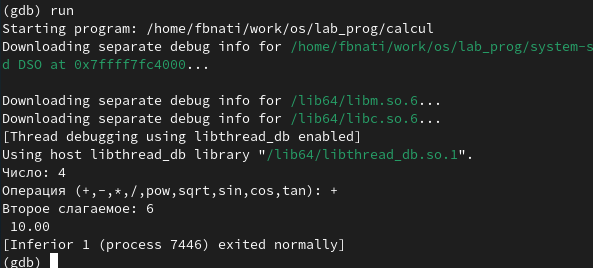 (gdb) run
Starting program: /home/fbnati/work/os/lab_prog/calcul
Downloading separate debug info for /home/fbnati/work/os/lab_prog/system-s
d DSO at 0x7ffff7fc4000...
Downloading separate debug info for /lib64/libm.so.6...
Downloading separate debug info for /lib64/libc.so.6...
[Thread debugging using libthread_db enabled]
Using host libthread_db library "/lib64/libthread_db.so.1".
Число: 4
Операция (+,-,*,/,pow,sqrt,sin,cos,tan): +
Второе слагаемое: 6
10.00
[Inferior 1 (process 7446) exited normally]
(gdb)